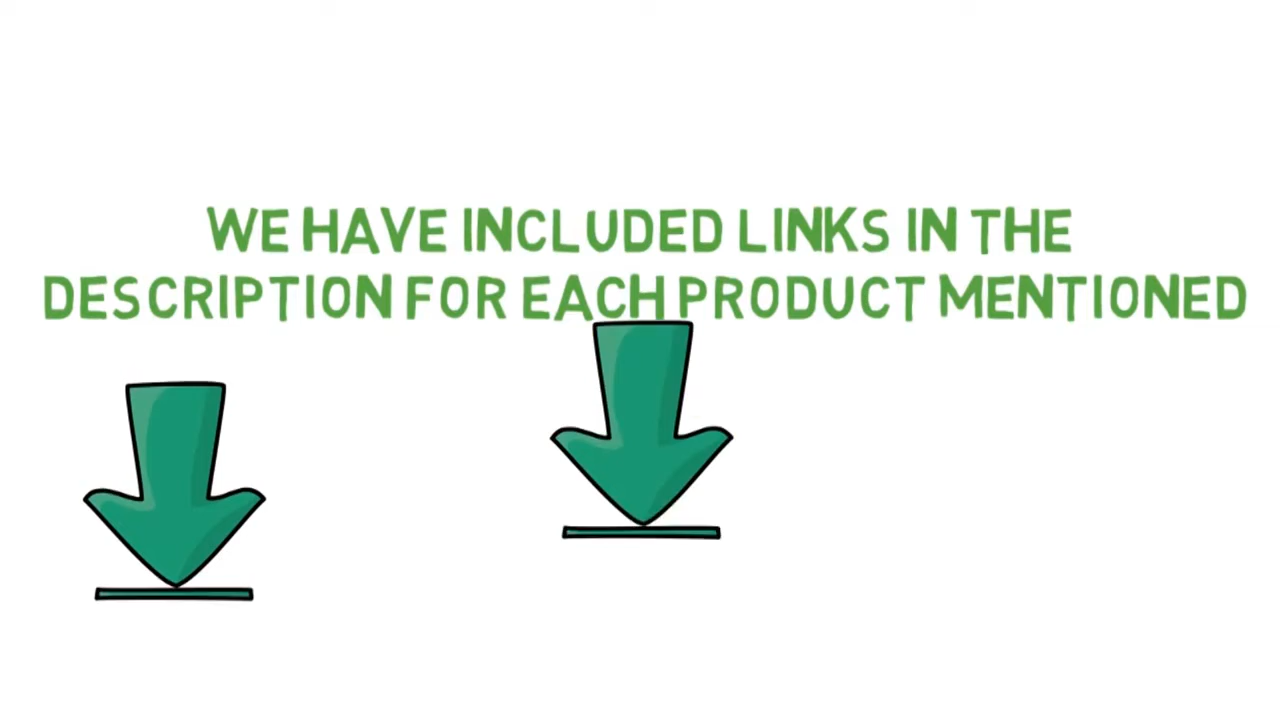 WE HAVE INCLUDED LINKS IN THE
DESCRIPTION FOR EACH PRODUCT MENTIONED